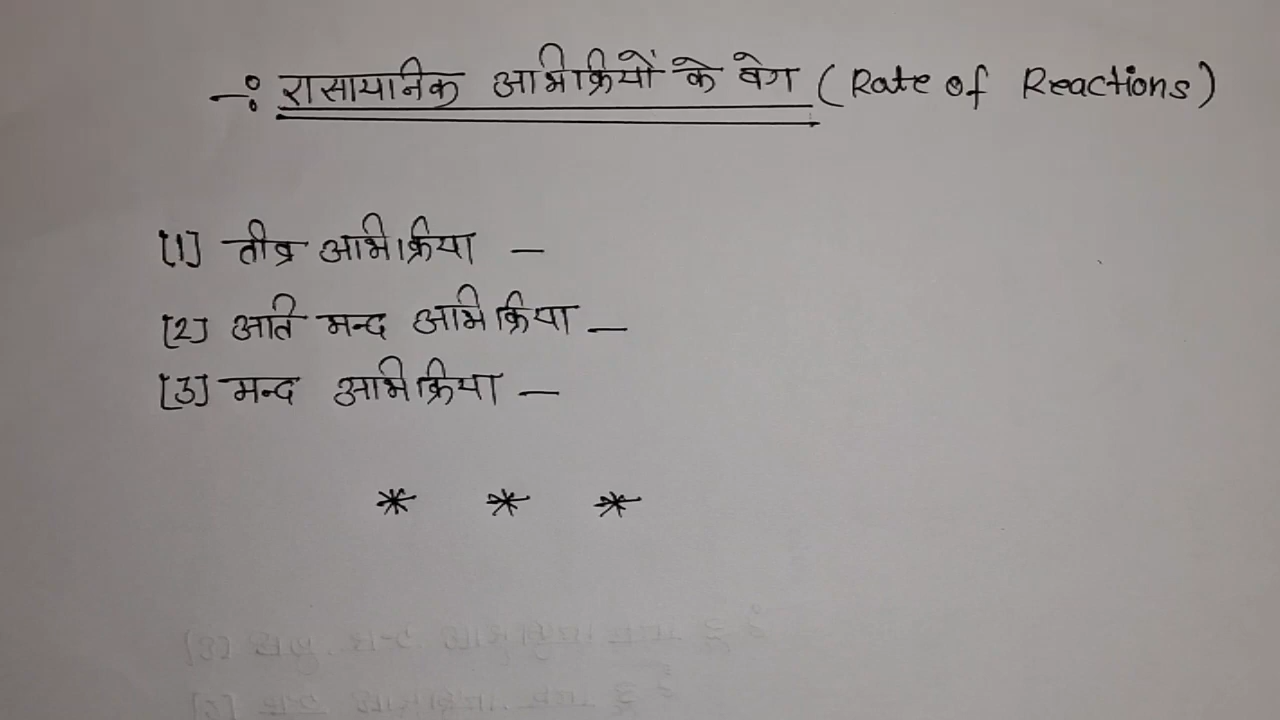 —: रासायनिक अभिक्रियों के वेग (Rate of Reactions)
[1] तीव्र अभिक्रिया —
[2] अति मन्द अभिक्रिया —
[3] मन्द अभिक्रिया —
* * *